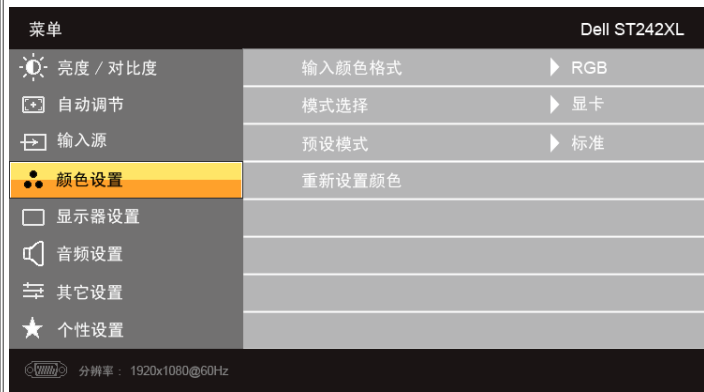 菜单 Dell ST242XL
亮度 / 对比度 输入颜色格式 RGB
自动调节 模式选择 显卡
输入源 预设模式 标准
颜色设置 重新设置颜色
显示器设置
音频设置
其它设置
个性设置
分辨率： 1920x1080@60Hz